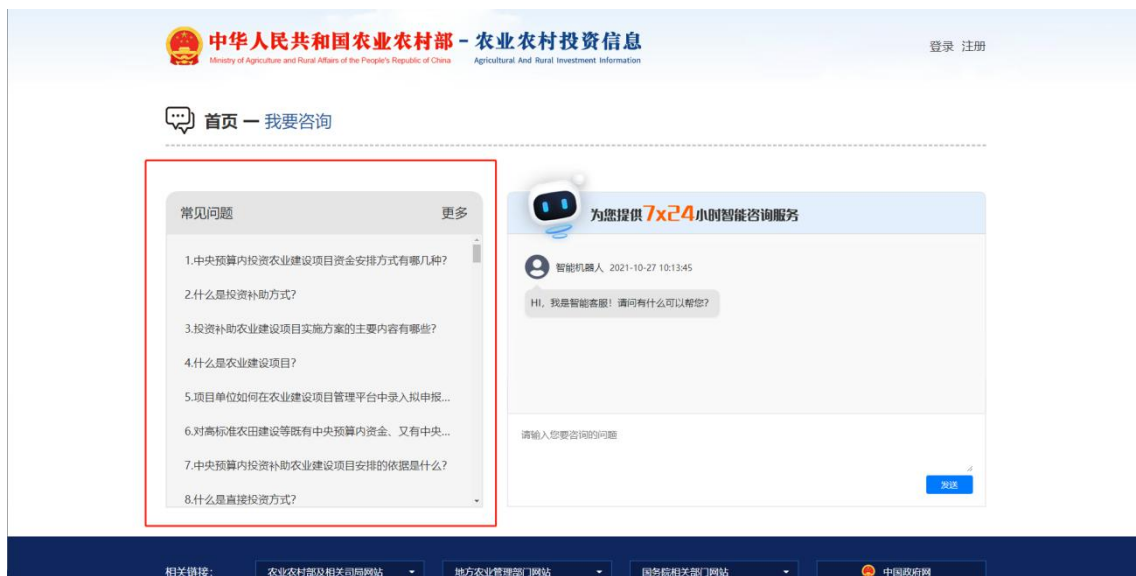 中华人民共和国农业农村部 - 农业农村投资信息
Ministry of Agriculture and Rural Affairs of the People's Republic of China Agricultural And Rural Investment Information
登录 注册
首页 — 我要咨询
常见问题 更多
1.中央预算内投资农业建设项目资金安排方式有哪几种?
2.什么是投资补助方式?
3.投资补助农业建设项目实施方案的主要内容有哪些?
4.什么是农业建设项目?
5.项目单位如何在农业建设项目管理平台中录入拟申报...
6.对高标准农田建设等既有中央预算内资金、又有中央...
7.中央预算内投资补助农业建设项目安排的依据是什么?
8.什么是直接投资方式?
为您提供7x24小时智能咨询服务
智能机器人 2021-10-27 10:13:45
HI，我是智能客服！请问有什么可以帮您?
请输入您要咨询的问题
发送
相关链接： 农业农村部及相关司局网站 地方农业管理部门网站 国务院相关部门网站 中国政府网